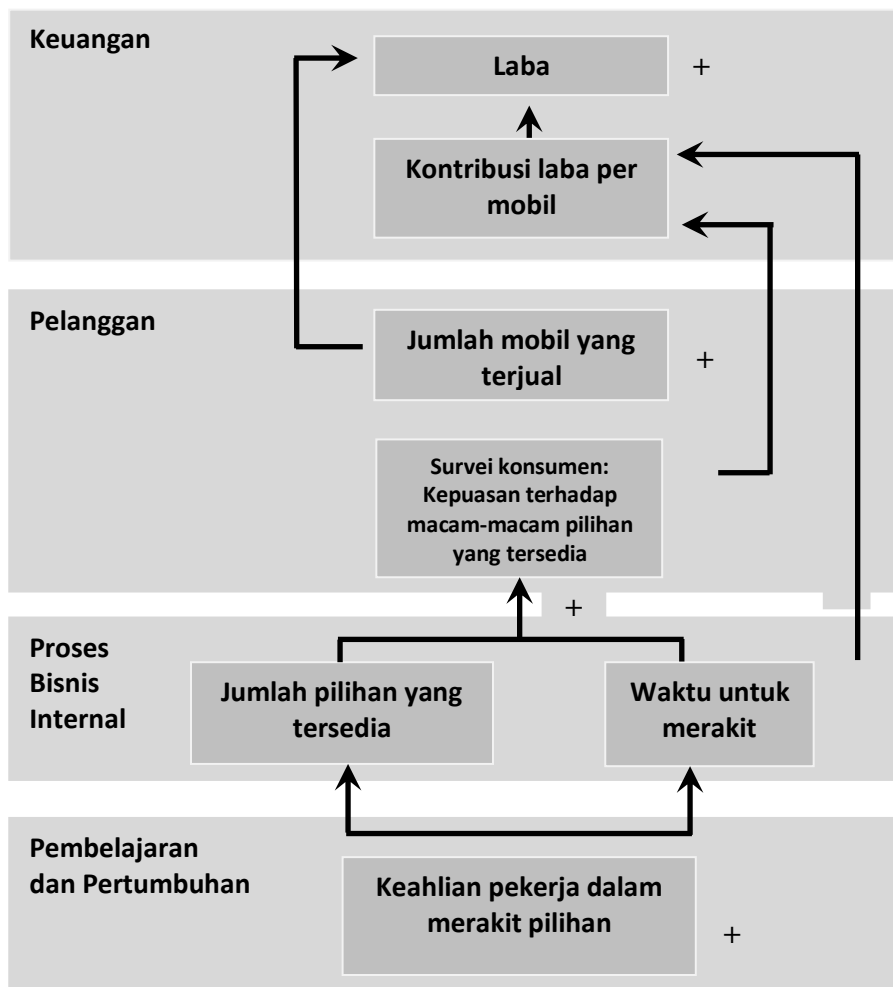 Keuangan
Laba
+
Kontribusi laba per
mobil
Pelanggan
Jumlah mobil yang
terjual
+
Survei konsumen:
Kepuasan terhadap
macam-macam pilihan
yang tersedia
+
Proses
Bisnis
Internal
Jumlah pilihan yang
tersedia
Waktu untuk
merakit
Pembelajaran
dan Pertumbuhan
Keahlian pekerja dalam
merakit pilihan
+